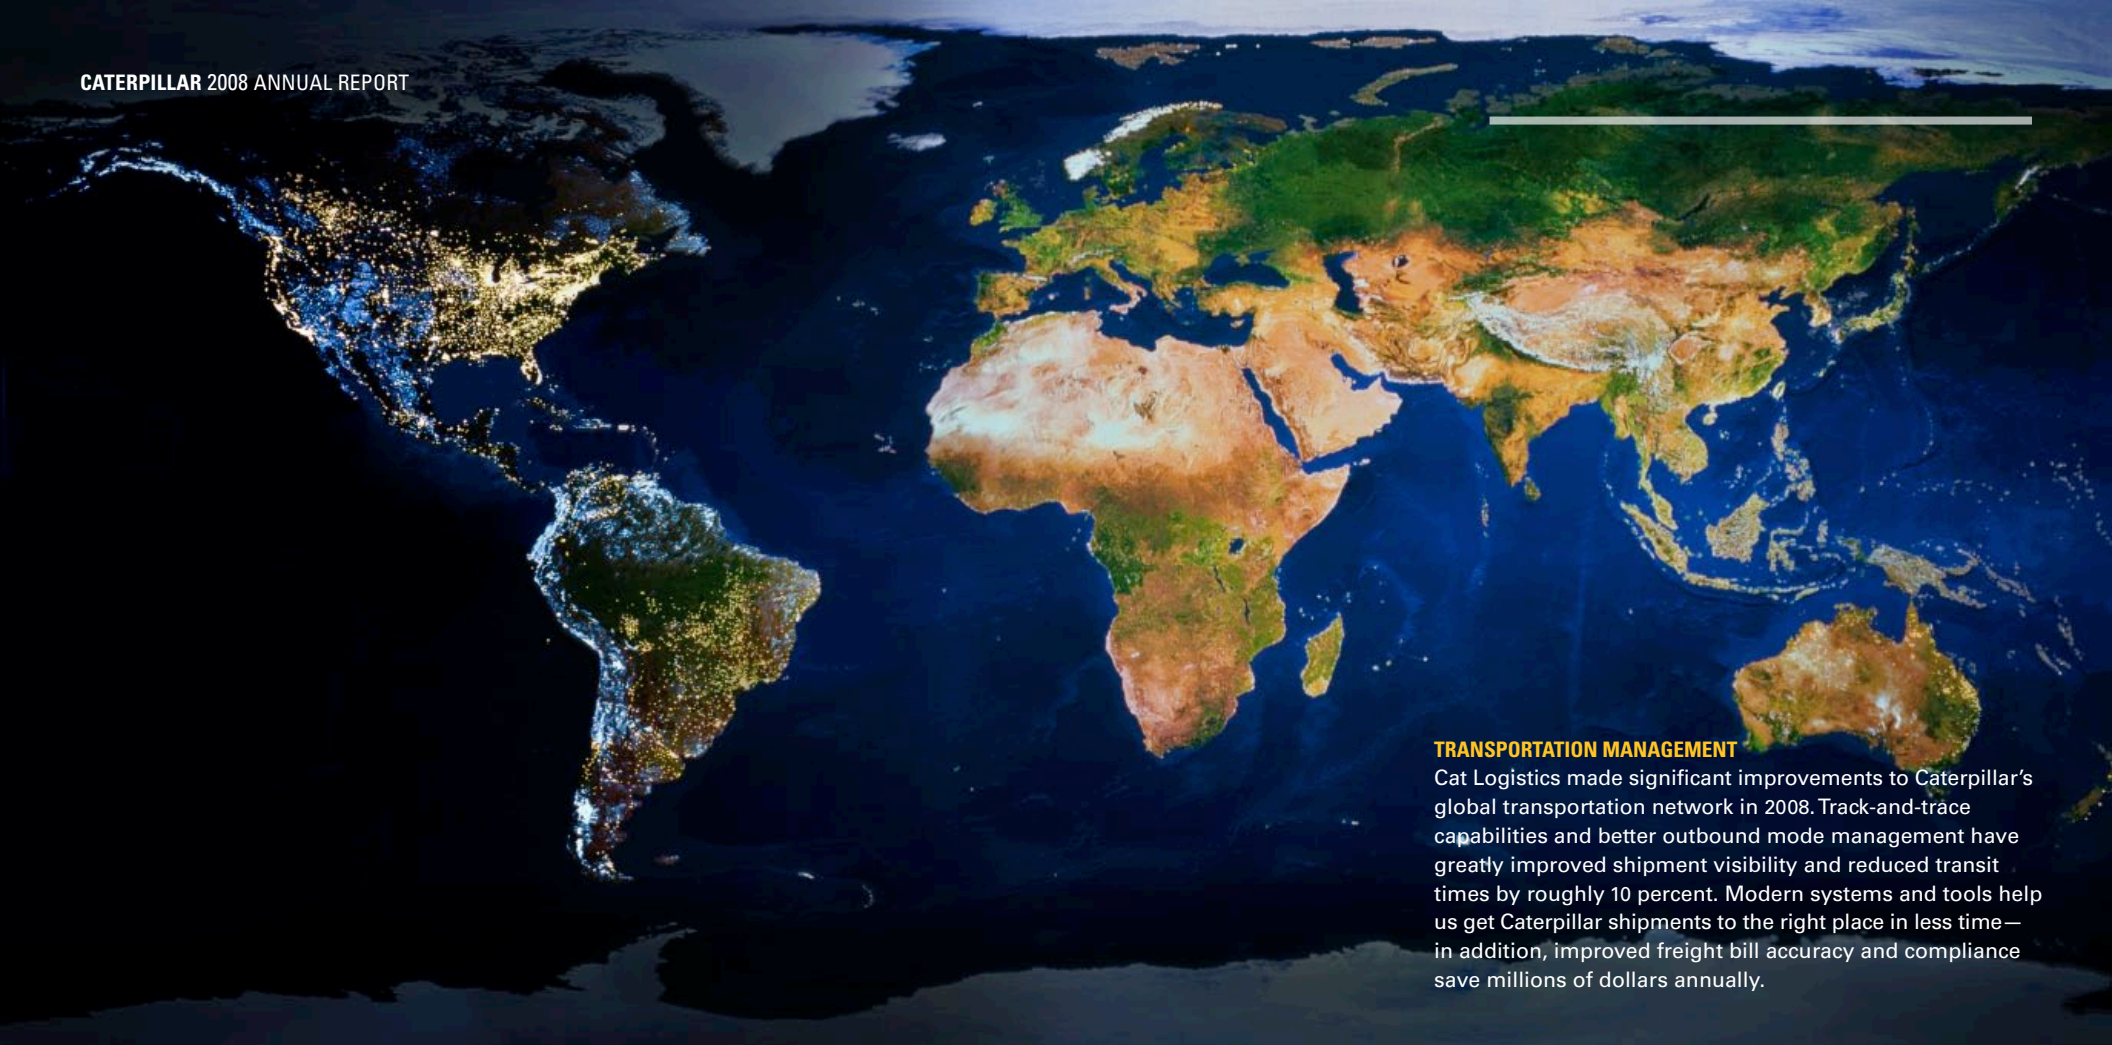 CATERPILLAR 2008 ANNUAL REPORT
TRANSPORTATION MANAGEMENT
Cat Logistics made significant improvements to Caterpillar’s
global transportation network in 2008. Track-and-trace
capabilities and better outbound mode management have
greatly improved shipment visibility and reduced transit
times by roughly 10 percent. Modern systems and tools help
us get Caterpillar shipments to the right place in less time—
in addition, improved freight bill accuracy and compliance
save millions of dollars annually.